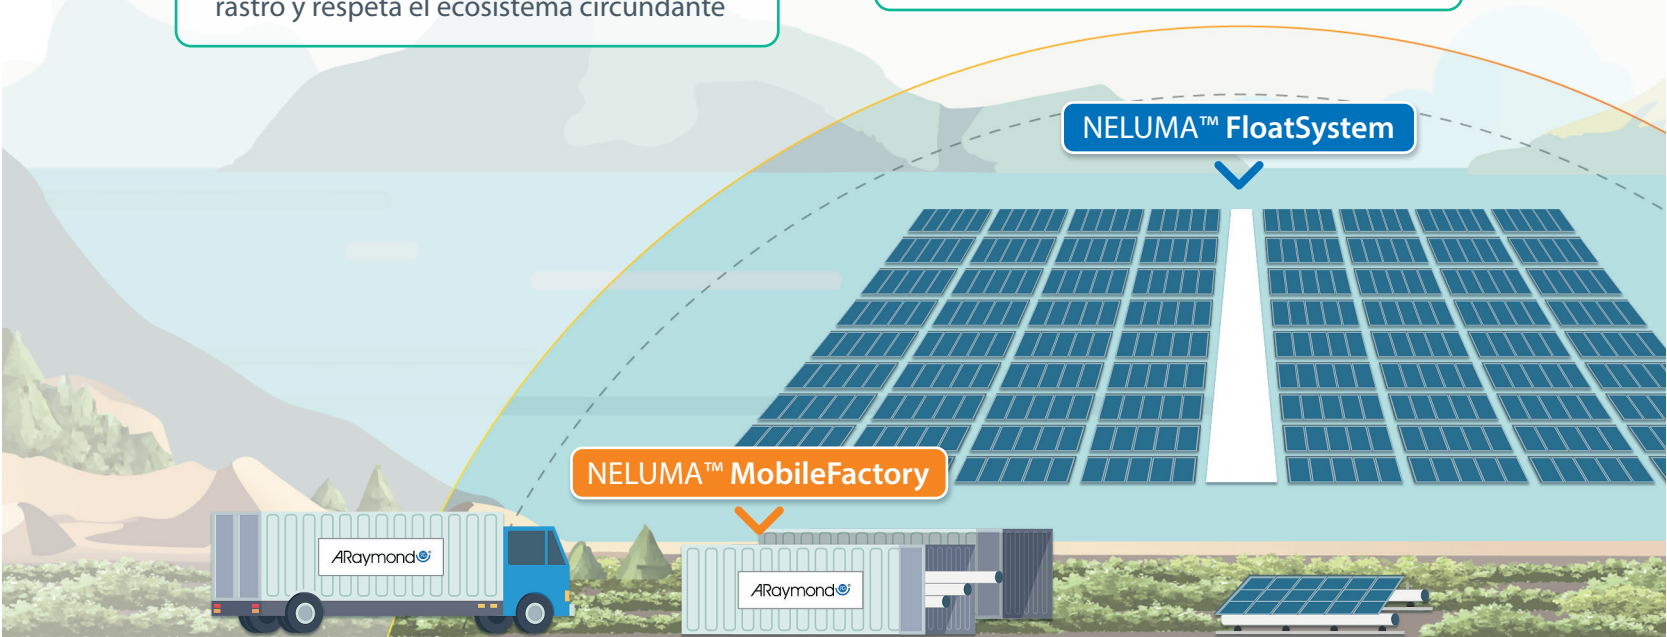 rastro y respeta el ecosistema circundante
NELUMA™ FloatSystem
NELUMA™ MobileFactory
ARaymond
ARaymond